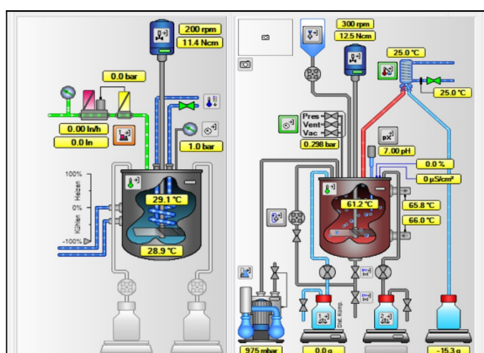 200 rpm
11.4 Ncm
0.0 bar
0.00 ln/h
0.0 ln
1.0 bar
100%
Heizen
0%
Kühlen
-100%
29.1 °C
28.9 °C
300 rpm
12.5 Ncm
25.0 °C
25.0 °C
Pres
Vent
Vac
0.298 bar
pX
7.00 pH
0.0 %
0 µS/cm²
61.2 °C
65.8 °C
66.0 °C
975 mbar
0.0 g
-15.3 g